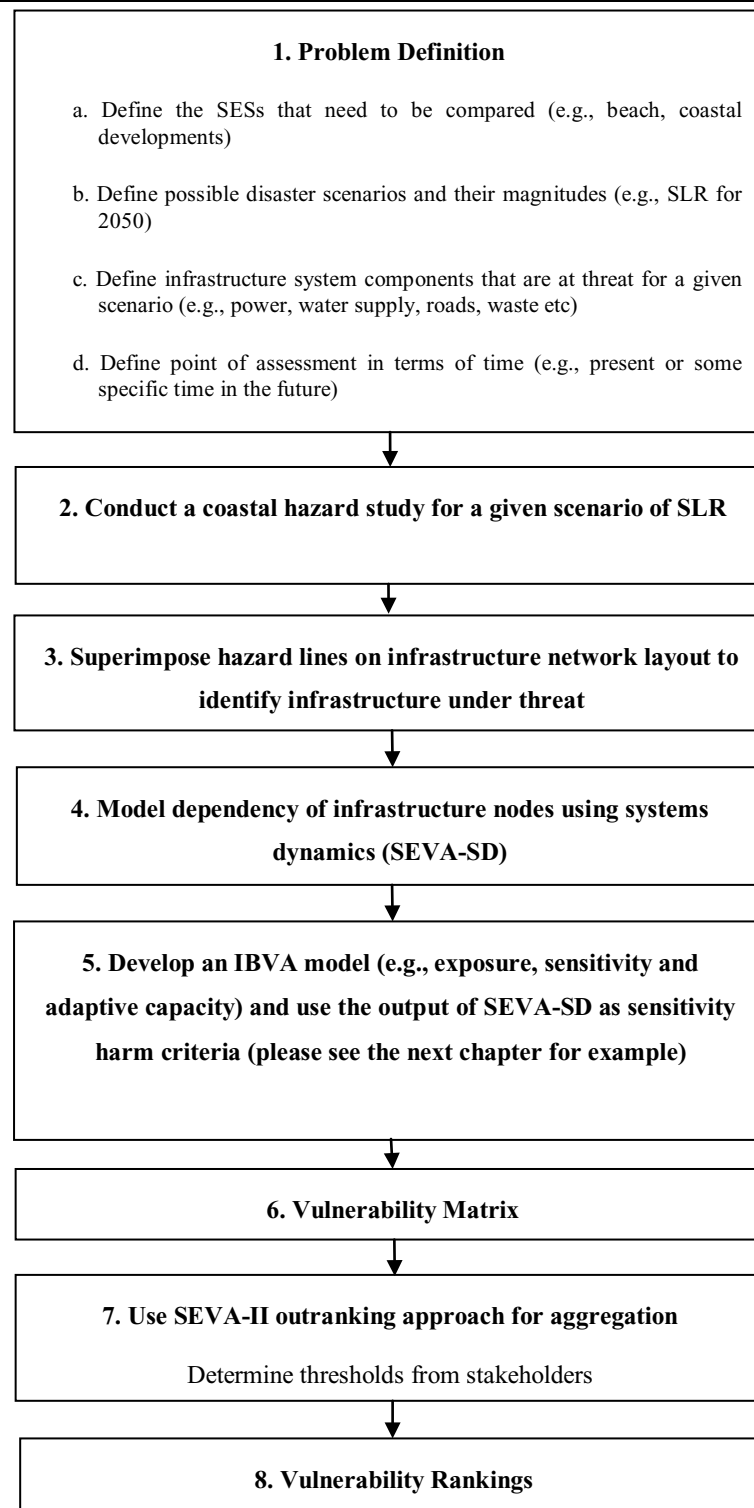 1. Problem Definition
a. Define the SESs that need to be compared (e.g., beach, coastal
developments)
b. Define possible disaster scenarios and their magnitudes (e.g., SLR for
2050)
c. Define infrastructure system components that are at threat for a given
scenario (e.g., power, water supply, roads, waste etc)
d. Define point of assessment in terms of time (e.g., present or some
specific time in the future)
2. Conduct a coastal hazard study for a given scenario of SLR
3. Superimpose hazard lines on infrastructure network layout to
identify infrastructure under threat
4. Model dependency of infrastructure nodes using systems
dynamics (SEVA-SD)
5. Develop an IBVA model (e.g., exposure, sensitivity and
adaptive capacity) and use the output of SEVA-SD as sensitivity
harm criteria (please see the next chapter for example)
6. Vulnerability Matrix
7. Use SEVA-II outranking approach for aggregation
Determine thresholds from stakeholders
8. Vulnerability Rankings